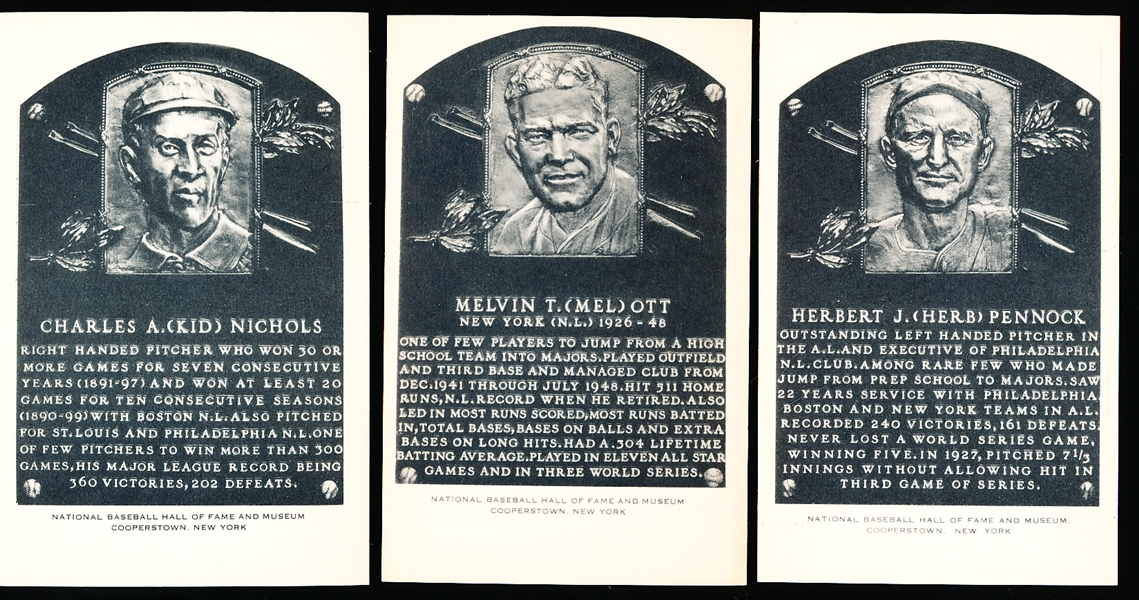 CHARLES A. (KID) NICHOLS
RIGHT HANDED PITCHER WHO WON 30 OR
MORE GAMES FOR SEVEN CONSECUTIVE
YEARS (1891-97) AND WON AT LEAST 20
GAMES FOR TEN CONSECUTIVE SEASONS
(1890-99) WITH BOSTON N.L. ALSO PITCHED
FOR ST. LOUIS AND PHILADELPHIA N.L. ONE
OF FEW PITCHERS TO WIN MORE THAN 300
GAMES, HIS MAJOR LEAGUE RECORD BEING
360 VICTORIES, 202 DEFEATS.
NATIONAL BASEBALL HALL OF FAME AND MUSEUM
COOPERSTOWN, NEW YORK
MELVIN T. (MEL) OTT
NEW YORK (N.L.) 1926 - 48
ONE OF FEW PLAYERS TO JUMP FROM A HIGH
SCHOOL TEAM INTO MAJORS. PLAYED OUTFIELD
AND THIRD BASE AND MANAGED CLUB FROM
DEC. 1941 THROUGH JULY 1948. HIT 511 HOME
RUNS, N.L. RECORD WHEN HE RETIRED. ALSO
LED IN MOST RUNS SCORED, MOST RUNS BATTED
IN, TOTAL BASES, BASES ON BALLS AND EXTRA
BASES ON LONG HITS. HAD A .304 LIFETIME
BATTING AVERAGE. PLAYED IN ELEVEN ALL STAR
GAMES AND IN THREE WORLD SERIES.
NATIONAL BASEBALL HALL OF FAME AND MUSEUM
COOPERSTOWN, NEW YORK
HERBERT J. (HERB) PENNOCK
OUTSTANDING LEFT HANDED PITCHER IN
THE A.L. AND EXECUTIVE OF PHILADELPHIA
N.L. CLUB. AMONG RARE FEW WHO MADE
JUMP FROM PREP SCHOOL TO MAJORS. SAW
22 YEARS SERVICE WITH PHILADELPHIA,
BOSTON AND NEW YORK TEAMS IN A.L.
RECORDED 240 VICTORIES, 161 DEFEATS.
NEVER LOST A WORLD SERIES GAME,
WINNING FIVE. IN 1927, PITCHED 7 1/3
INNINGS WITHOUT ALLOWING HIT IN
THIRD GAME OF SERIES.
NATIONAL BASEBALL HALL OF FAME AND MUSEUM,
COOPERSTOWN, NEW YORK